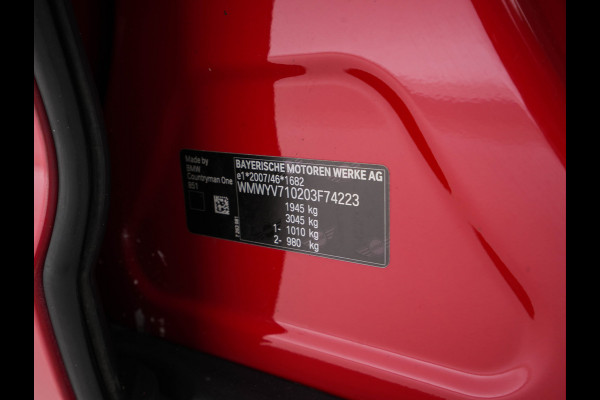 Made by
BMW
Countryman One
BAYERISCHE MOTOREN WERKE AG
e1*2007/46*1682
WMWYV710203F74223
1945 kg
3045 kg
1- 1010 kg
2- 980 kg